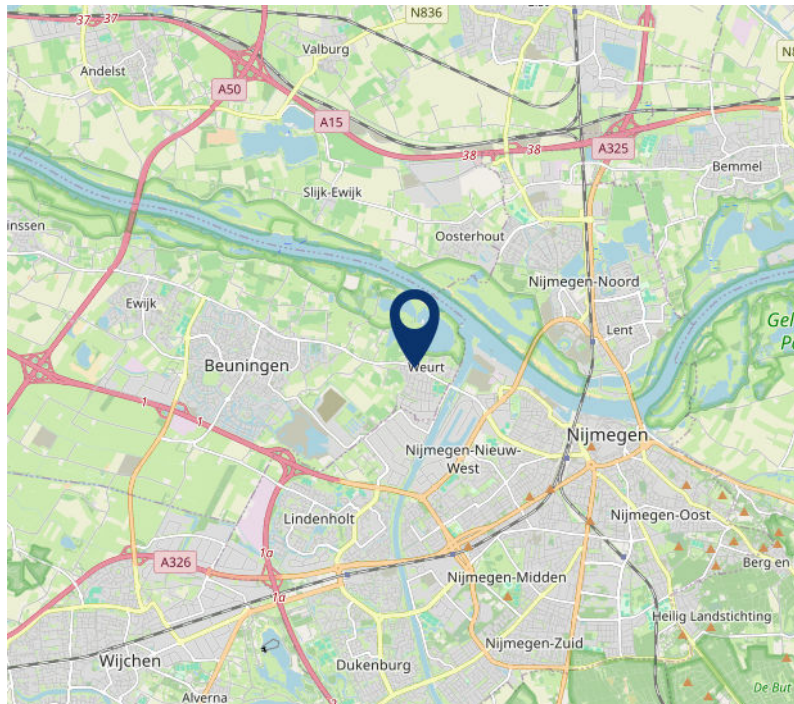 N836
37
37
Valburg
Andelst
A50
A15
38
38
A325
Bemmel
Slijk-Ewijk
Oosterhout
Nijmegen-Noord
Ewijk
Lent
Beuningen
Weurt
1
1
Nijmegen
Nijmegen-Nieuw-
West
Lindenholt
Nijmegen-Oost
1a
A326
Nijmegen-Midden
Berg en
1a
Heilig Landstichting
Nijmegen-Zuid
Wijchen
Dukenburg
De But
Alverna